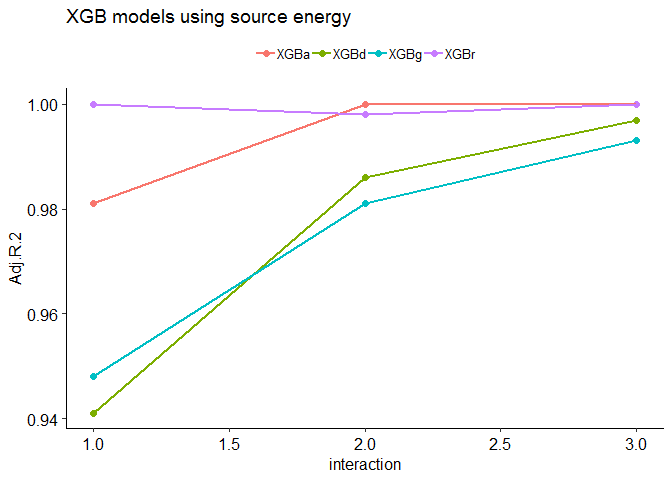 XGB models using source energy
XGBa XGBd XGBg XGBr
1.00
0.98
0.96
0.94
Adj.R.2
1.0 1.5 2.0 2.5 3.0
interaction